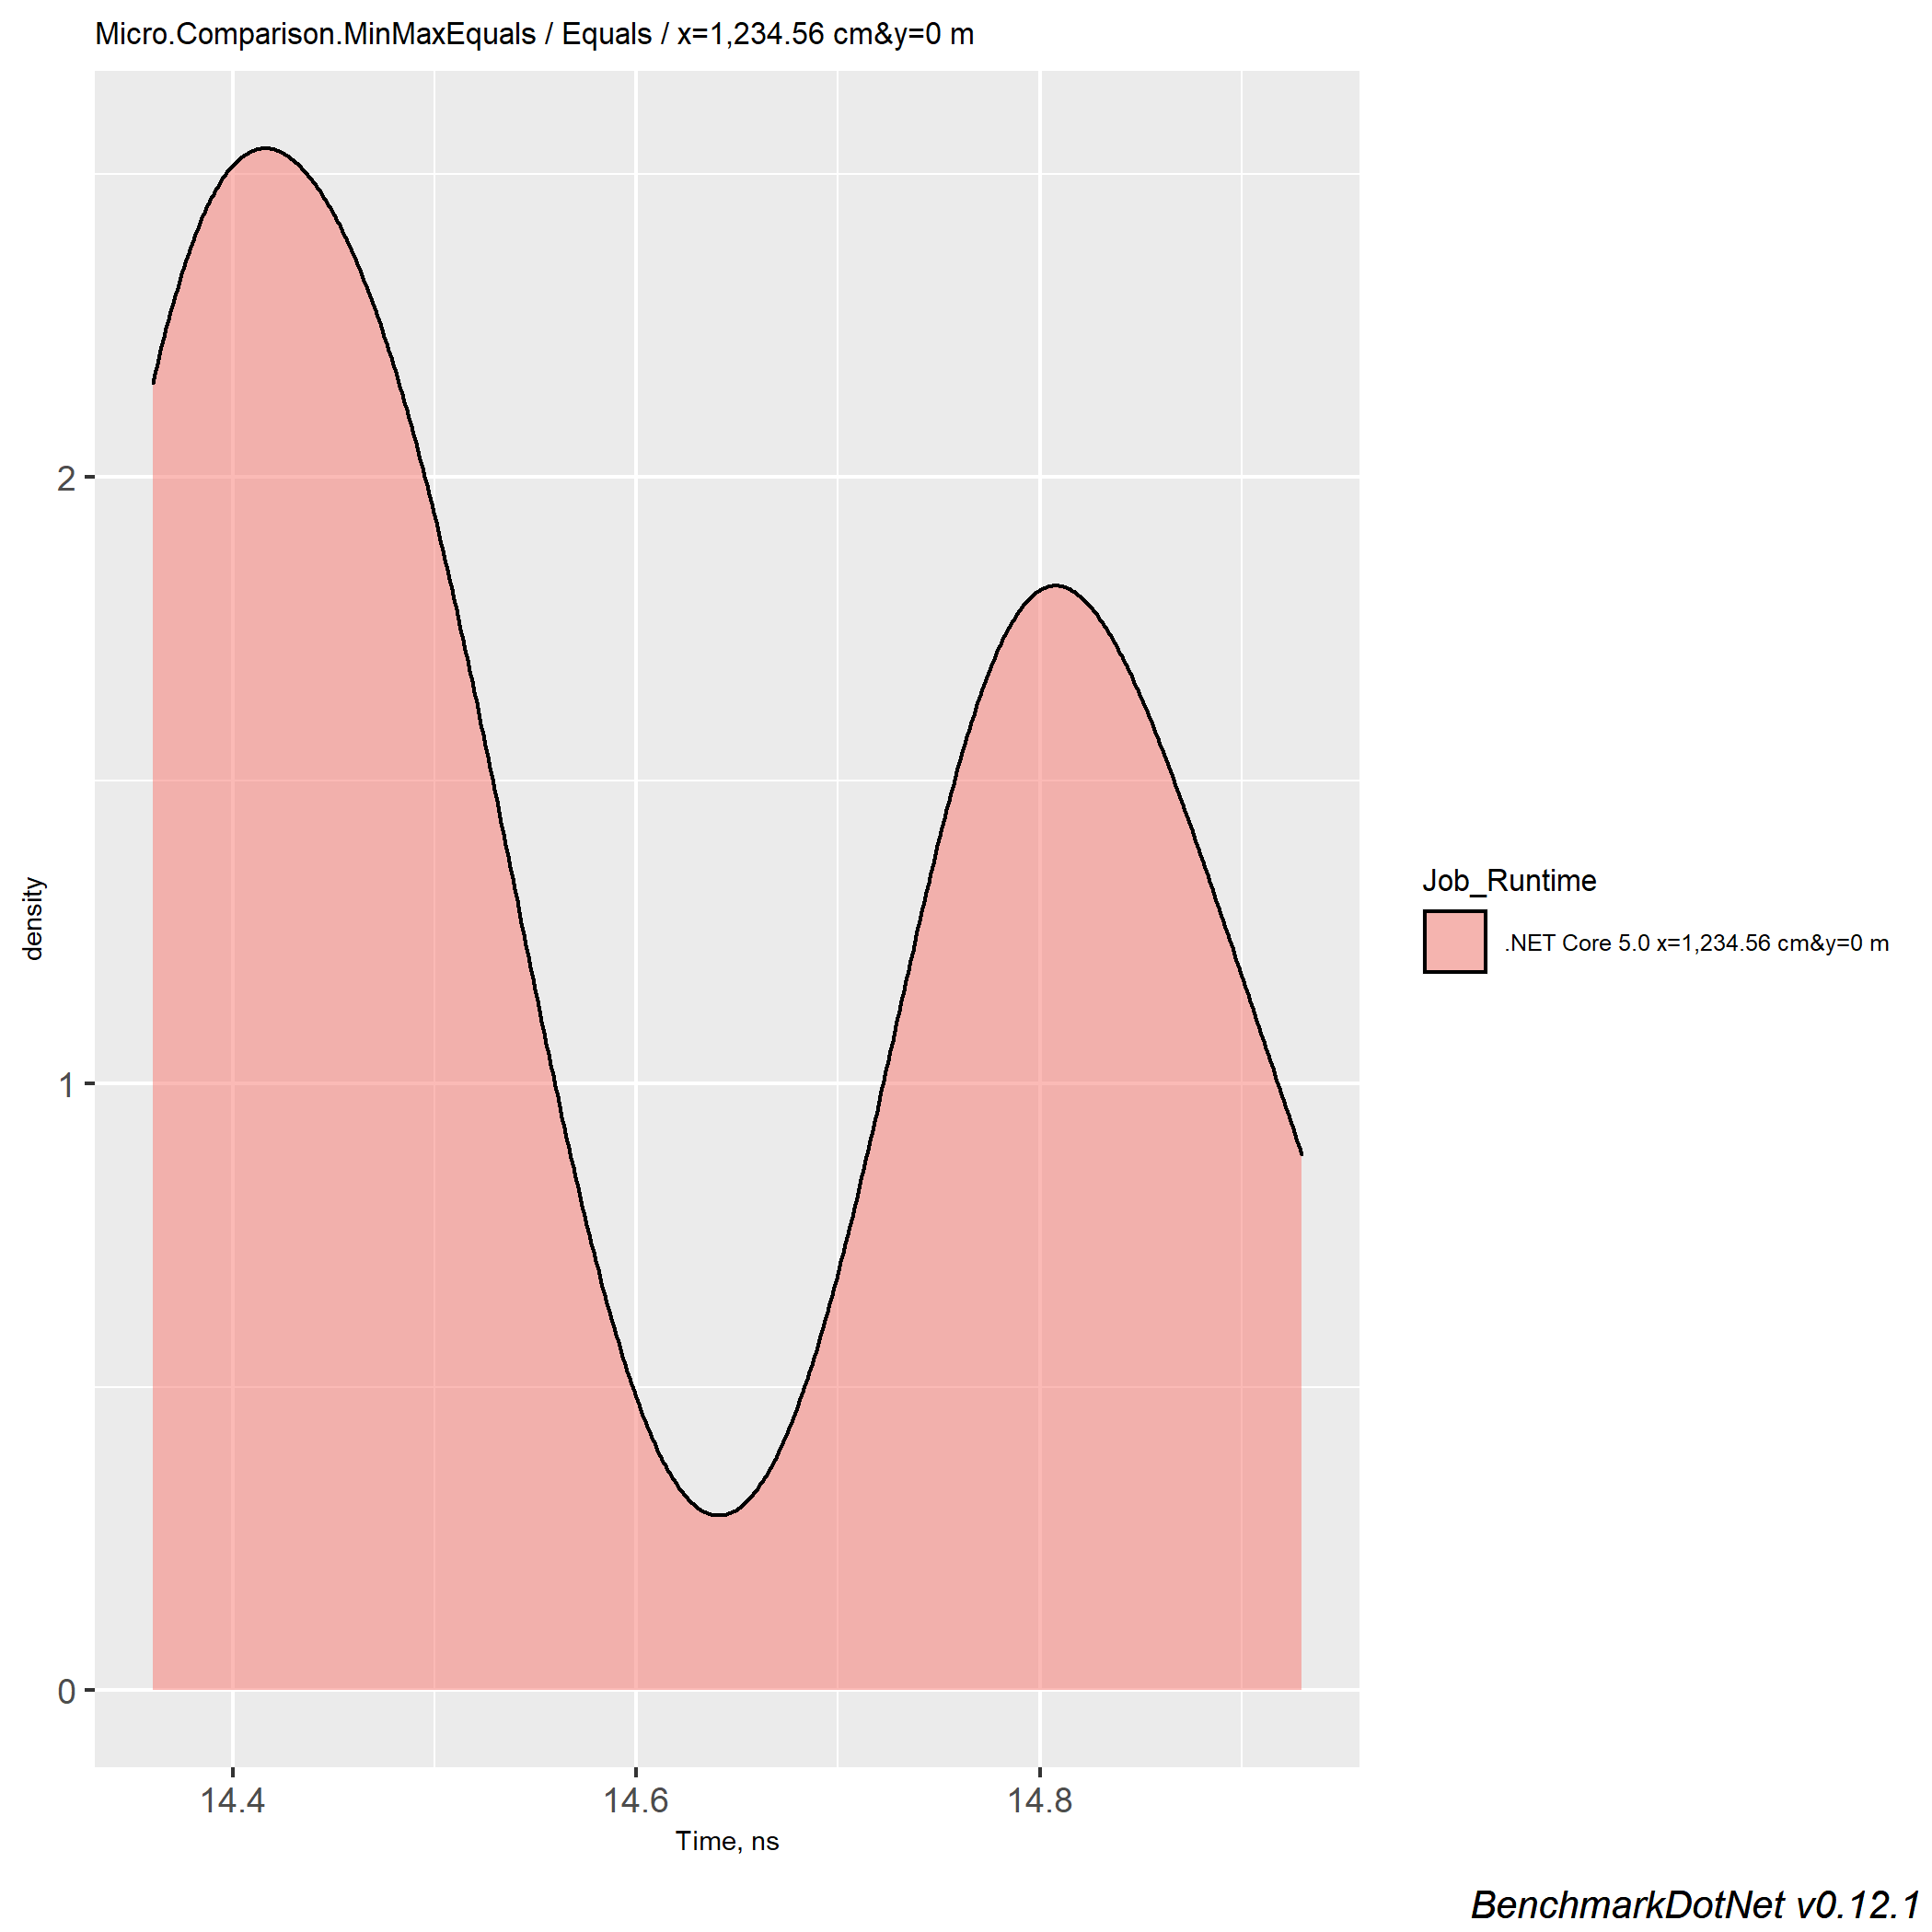 Micro.Comparison.MinMaxEquals / Equals / x=1,234.56 cm&y=0 m
density
2
1
0
14.4 14.6 14.8
Time, ns
Job_Runtime
.NET Core 5.0 x=1,234.56 cm&y=0 m
BenchmarkDotNet v0.12.1